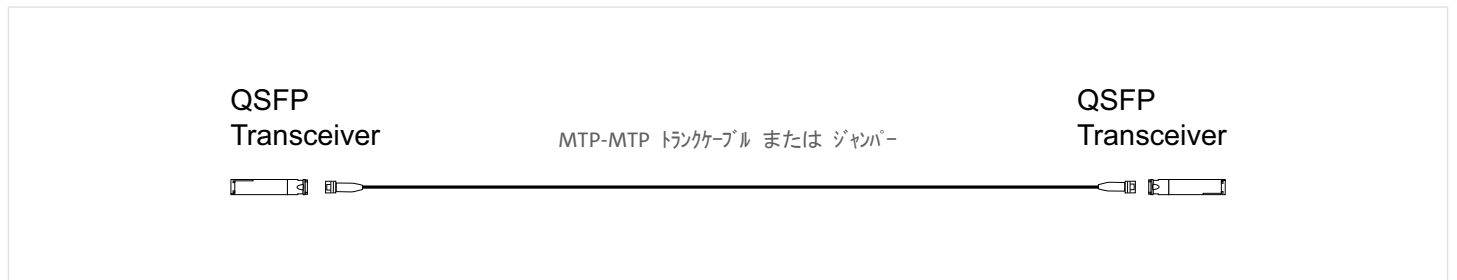 QSFP
Transceiver
MTP-MTP ﾄﾗﾝｸｹｰﾌﾞﾙ または ｼﾞｬﾝﾊﾟｰ
QSFP
Transceiver